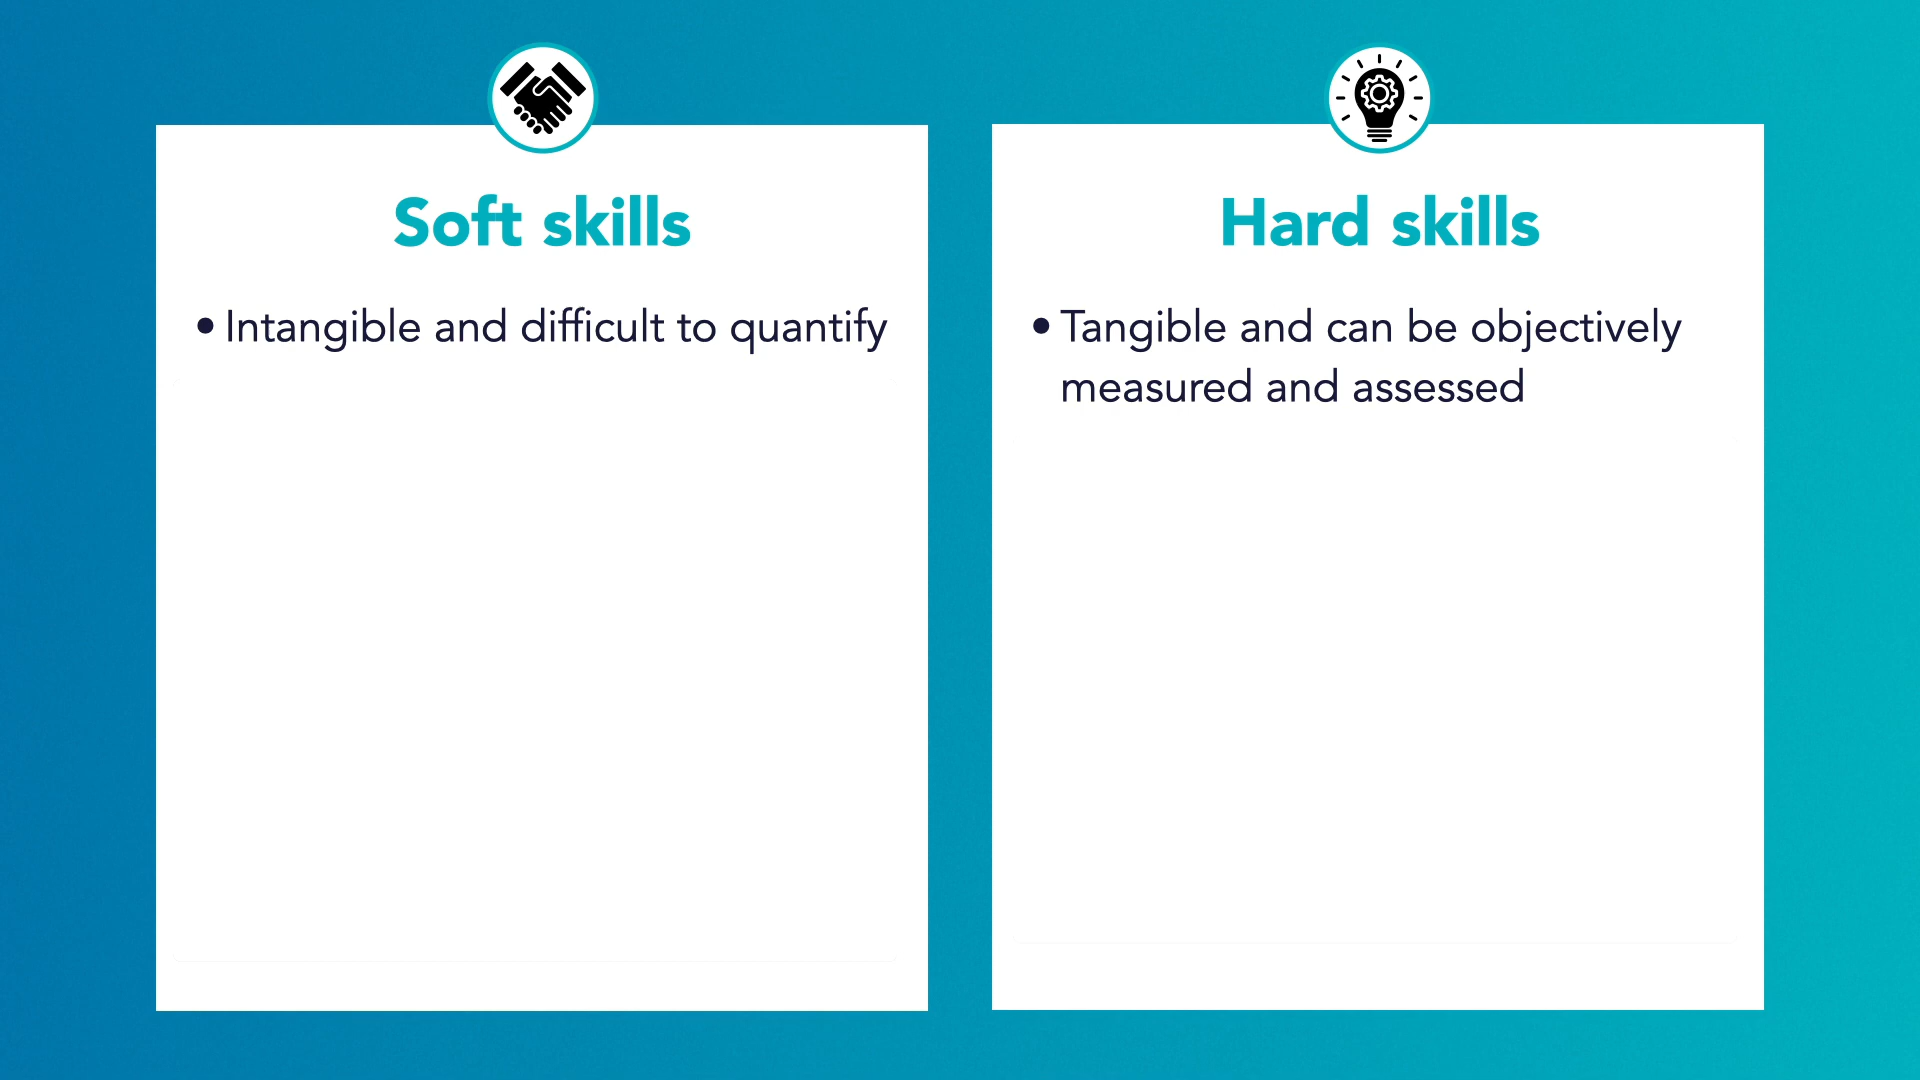 Soft skills
• Intangible and difficult to quantify
Hard skills
• Tangible and can be objectively
measured and assessed